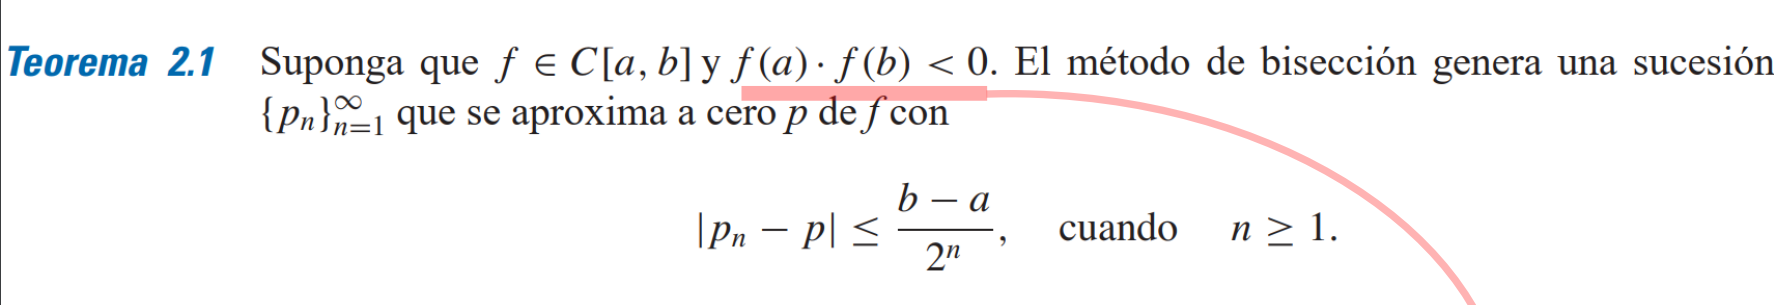 Teorema 2.1 Suponga que f ∈ C[a, b] y f(a) · f(b) < 0. El método de bisección genera una sucesión
{pₙ}ₙ₌₁^∞ que se aproxima a cero p de f con
|pₙ − p| ≤ (b − a)/2ⁿ, cuando n ≥ 1.